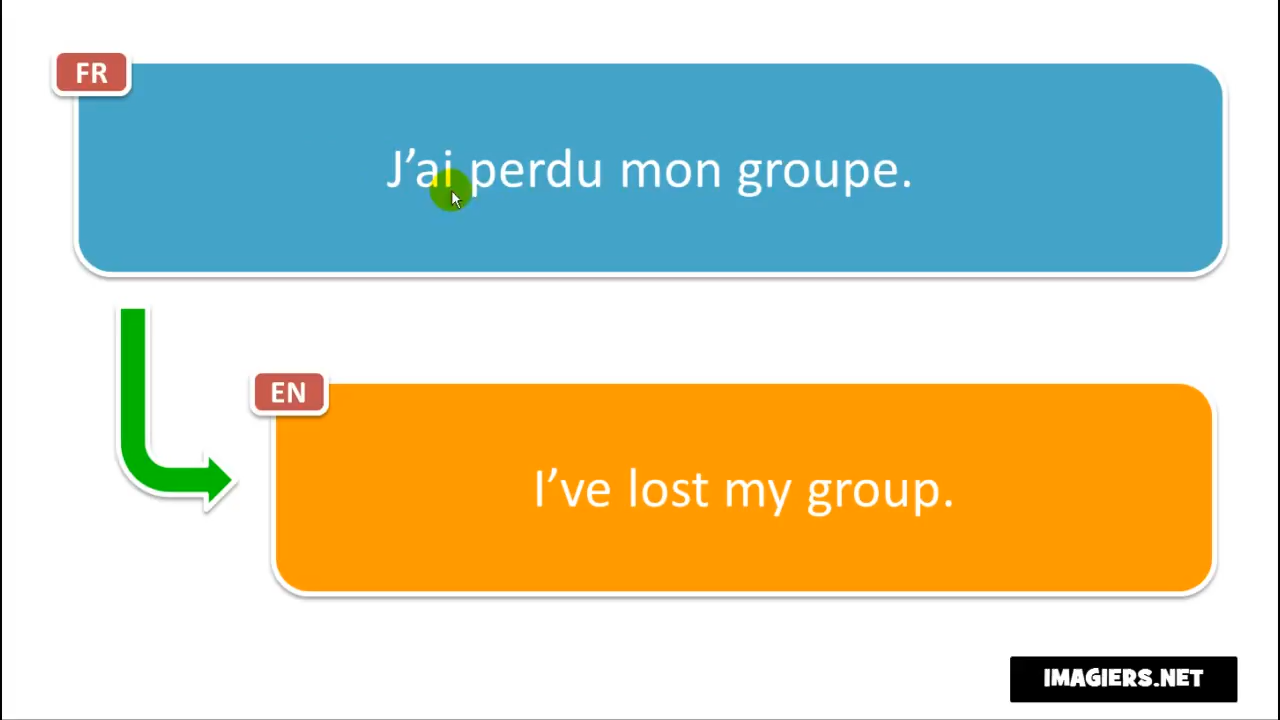 FR
J’ai perdu mon groupe.
EN
I’ve lost my group.
IMAGIERS.NET